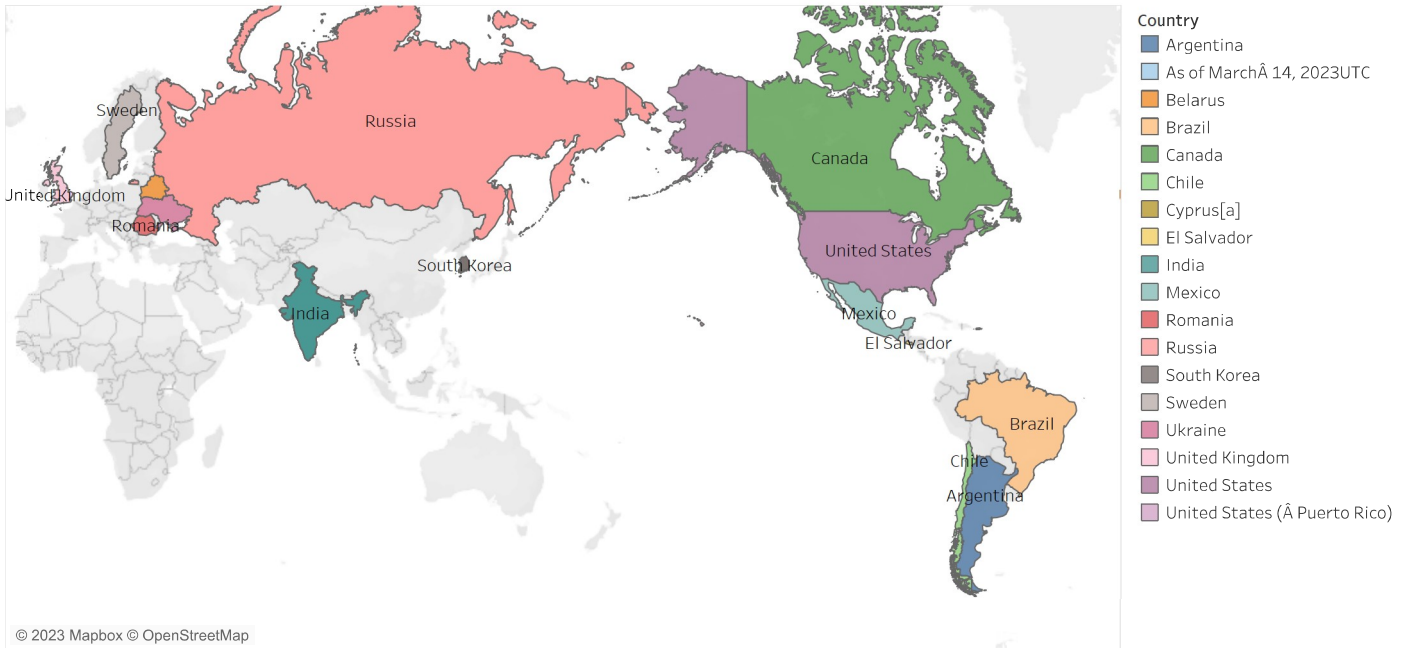 Sweden
Russia
Canada
United Kingdom
Romania
United States
South Korea
India
Mexico
El Salvador
Brazil
Chile
Argentina
© 2023 Mapbox © OpenStreetMap
Country
Argentina
As of MarchÂ 14, 2023UTC
Belarus
Brazil
Canada
Chile
Cyprus[a]
El Salvador
India
Mexico
Romania
Russia
South Korea
Sweden
Ukraine
United Kingdom
United States
United States (Â Puerto Rico)